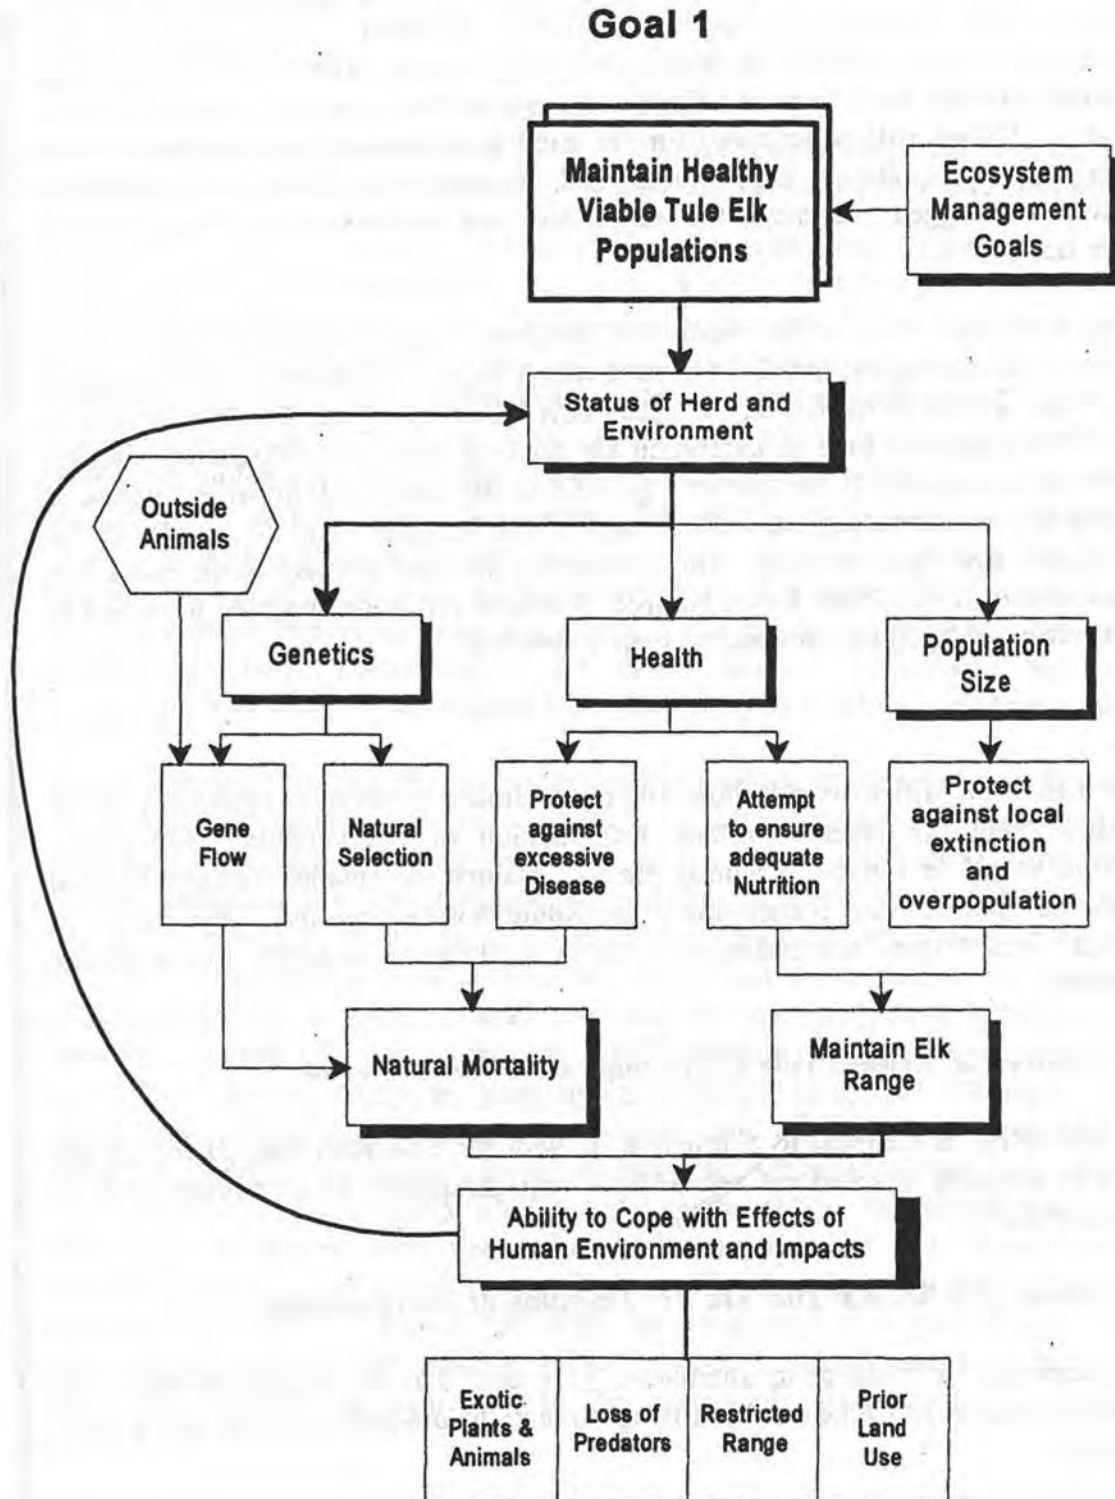 Goal 1
Maintain Healthy
Viable Tule Elk
Populations
Ecosystem
Management
Goals
Status of Herd and
Environment
Outside
Animals
Genetics
Health
Population
Size
Gene
Flow
Natural
Selection
Protect
against
excessive
Disease
Attempt
to ensure
adequate
Nutrition
Protect
against local
extinction
and
overpopulation
Natural Mortality
Maintain Elk
Range
Ability to Cope with Effects of
Human Environment and Impacts
Exotic
Plants &
Animals
Loss of
Predators
Restricted
Range
Prior
Land
Use